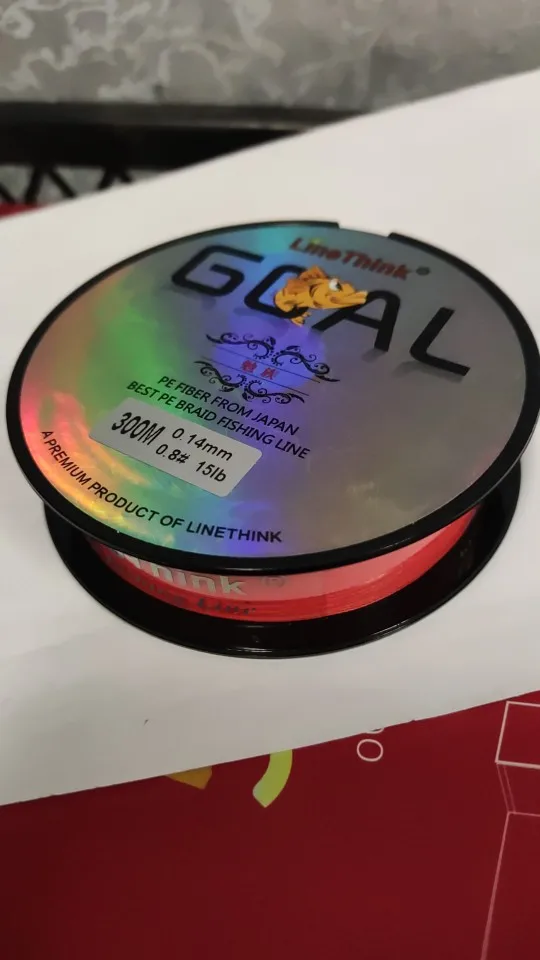 LineThink®
GOAL
PE FIBER FROM JAPAN
BEST PE BRAID FISHING LINE
300M 0.14mm
0.8# 15lb
A PREMIUM PRODUCT OF LINETHINK
Think